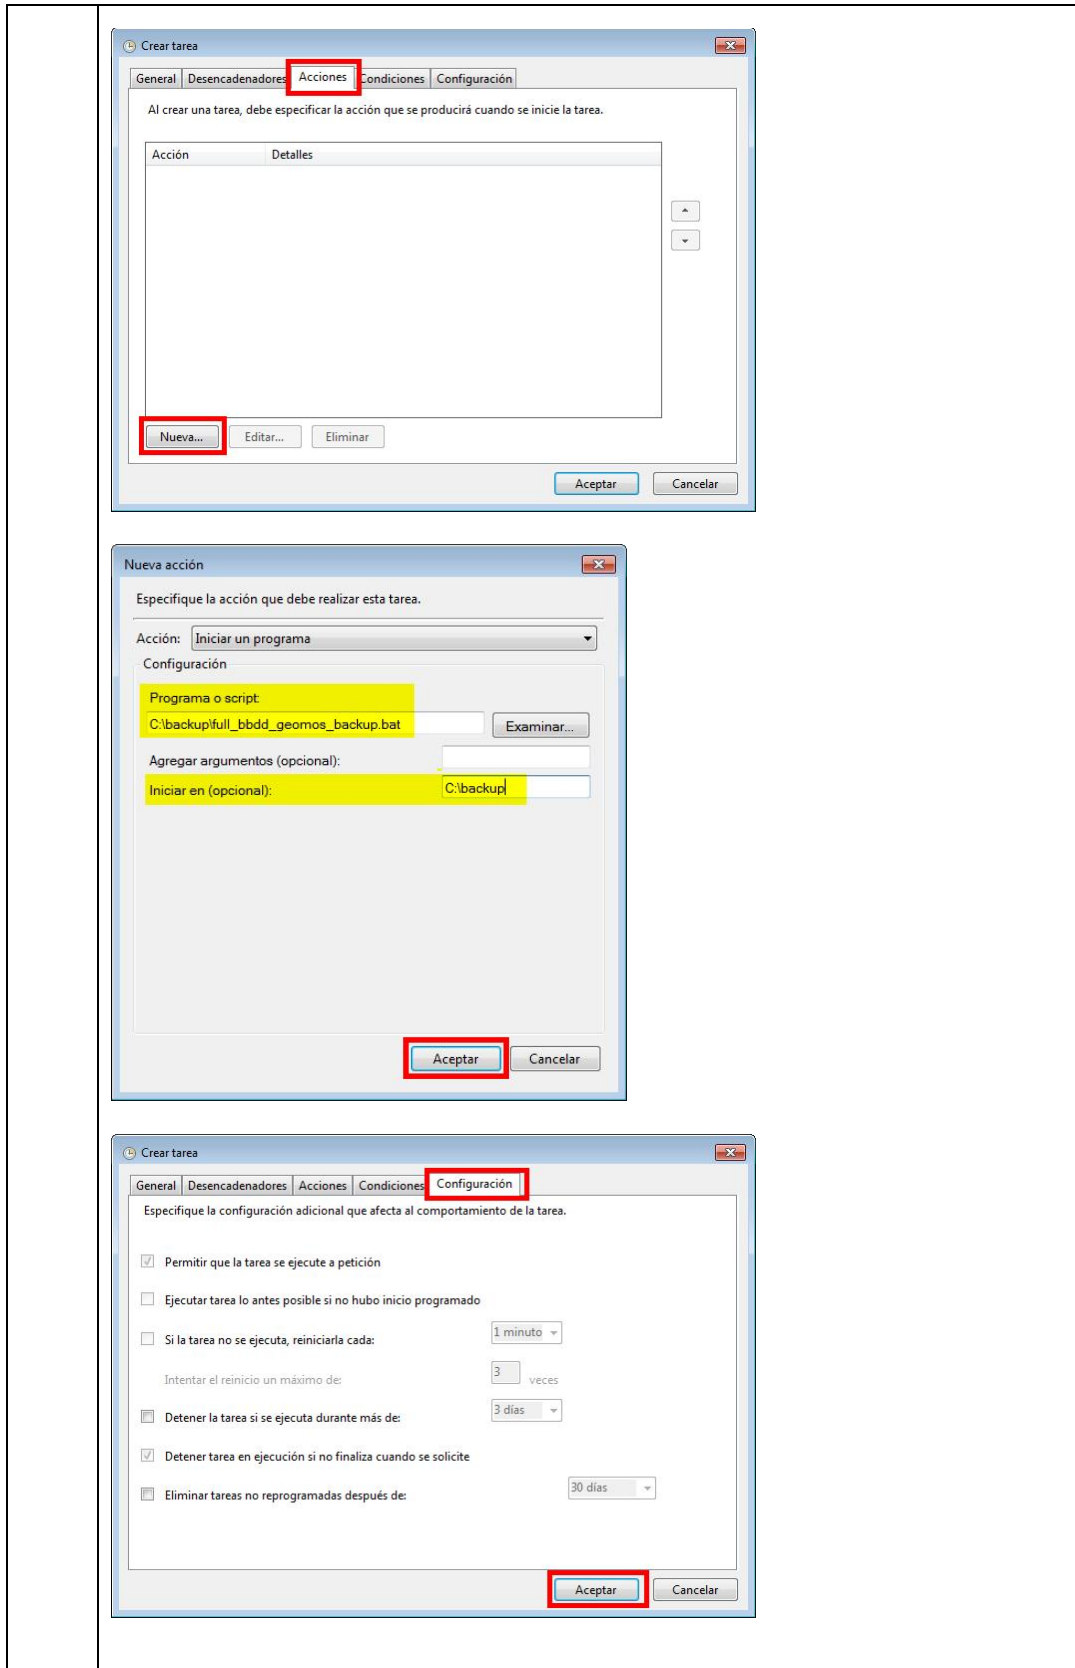 Crear tarea
General Desencadenadores Acciones Condiciones Configuración
Al crear una tarea, debe especificar la acción que se producirá cuando se inicie la tarea.
Acción Detalles
Nueva... Editar... Eliminar
Aceptar Cancelar
Nueva acción
Especifique la acción que debe realizar esta tarea.
Acción: Iniciar un programa
Configuración
Programa o script:
C:\backup\full_bbdd_geomos_backup.bat Examinar...
Agregar argumentos (opcional):
Iniciar en (opcional): C:\backup
Aceptar Cancelar
Crear tarea
General Desencadenadores Acciones Condiciones Configuración
Especifique la configuración adicional que afecta al comportamiento de la tarea.
Permitir que la tarea se ejecute a petición
Ejecutar tarea lo antes posible si no hubo inicio programado
Si la tarea no se ejecuta, reiniciarla cada: 1 minuto
Intentar el reinicio un máximo de: 3 veces
Detener la tarea si se ejecuta durante más de: 3 días
Detener tarea en ejecución si no finaliza cuando se solicite
Eliminar tareas no reprogramadas después de: 30 días
Aceptar Cancelar